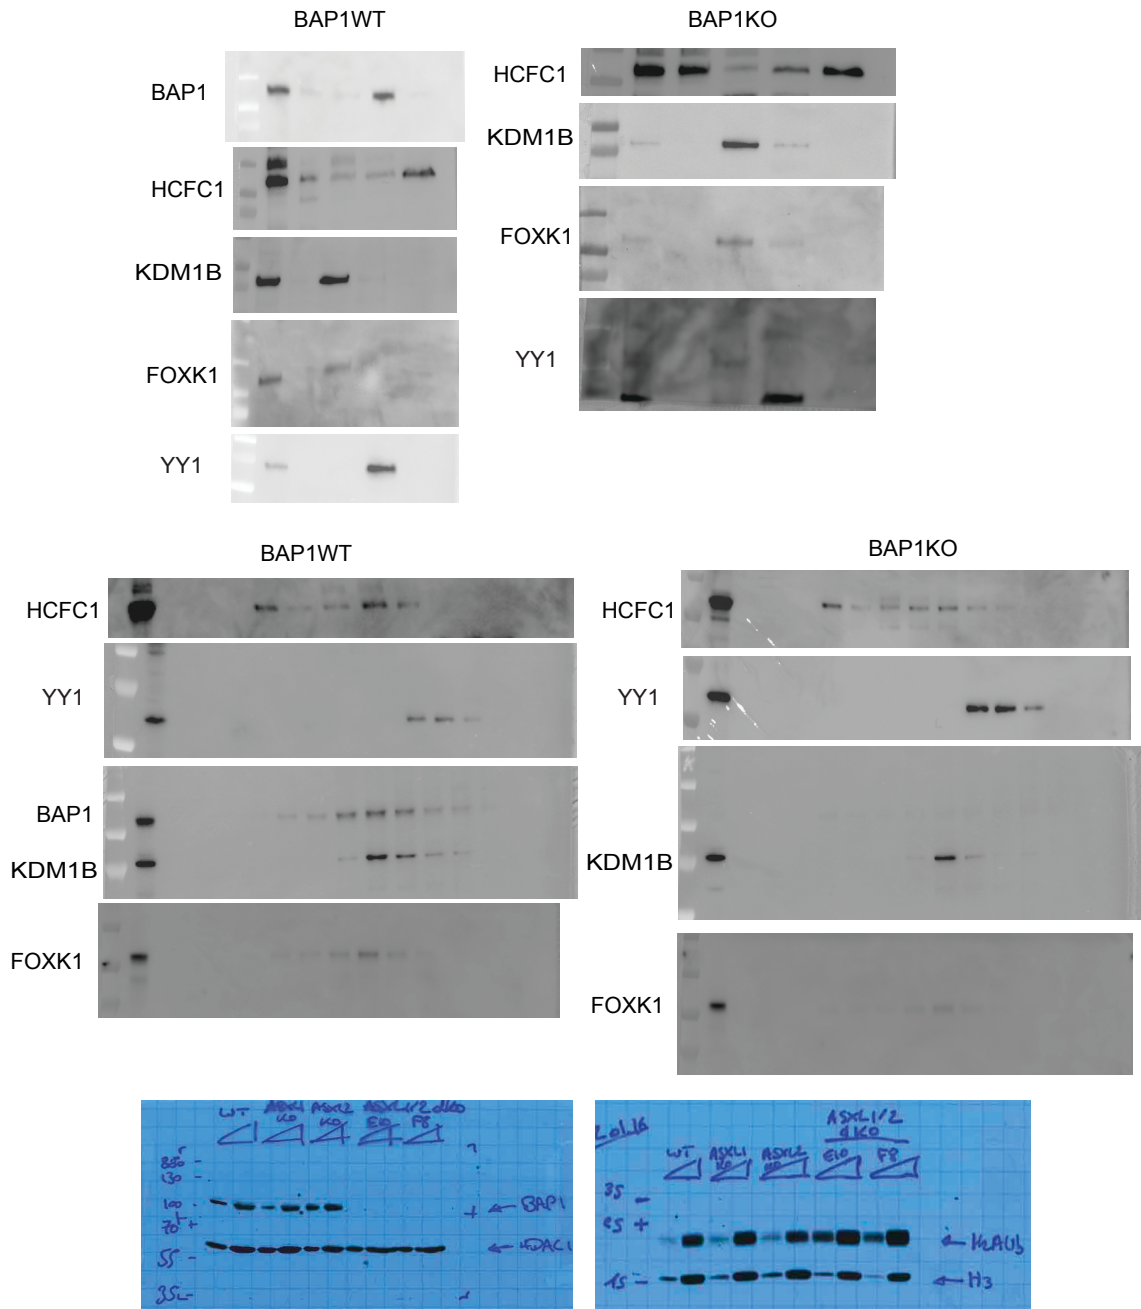 BAP1WT
BAP1
HCFC1
KDM1B
FOXK1
YY1
BAP1KO
HCFC1
KDM1B
FOXK1
YY1
BAP1WT
HCFC1
YY1
BAP1
KDM1B
FOXK1
BAP1KO
HCFC1
YY1
KDM1B
FOXK1
WT ASXL1 KO ASXL2 KO ASXL1/2 dKO
E10 F8
130 -
100
BAP1
70
55 -
35 -
ASXL1/2
dKO
WT ASXL1 KO ASXL2 KO E10 F8
35 -
25
H2AUb
15 -
H3